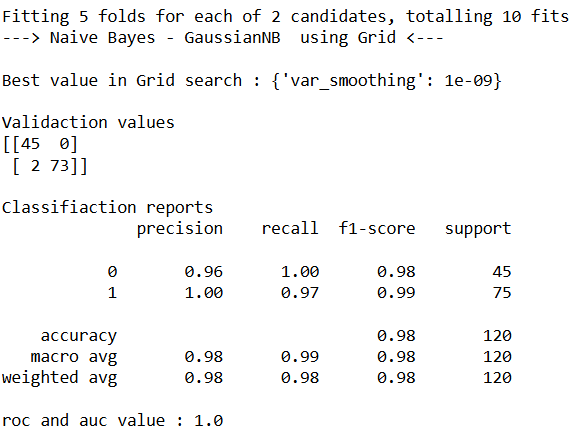 Fitting 5 folds for each of 2 candidates, totalling 10 fits
---> Naive Bayes - GaussianNB  using Grid <---
Best value in Grid search : {'var_smoothing': 1e-09}
Validaction values
[[45  0]
 [ 2 73]]
Classifiaction reports
              precision    recall  f1-score   support
           0       0.96      1.00      0.98        45
           1       1.00      0.97      0.99        75
    accuracy                           0.98       120
   macro avg       0.98      0.99      0.98       120
weighted avg       0.98      0.98      0.98       120
roc and auc value : 1.0